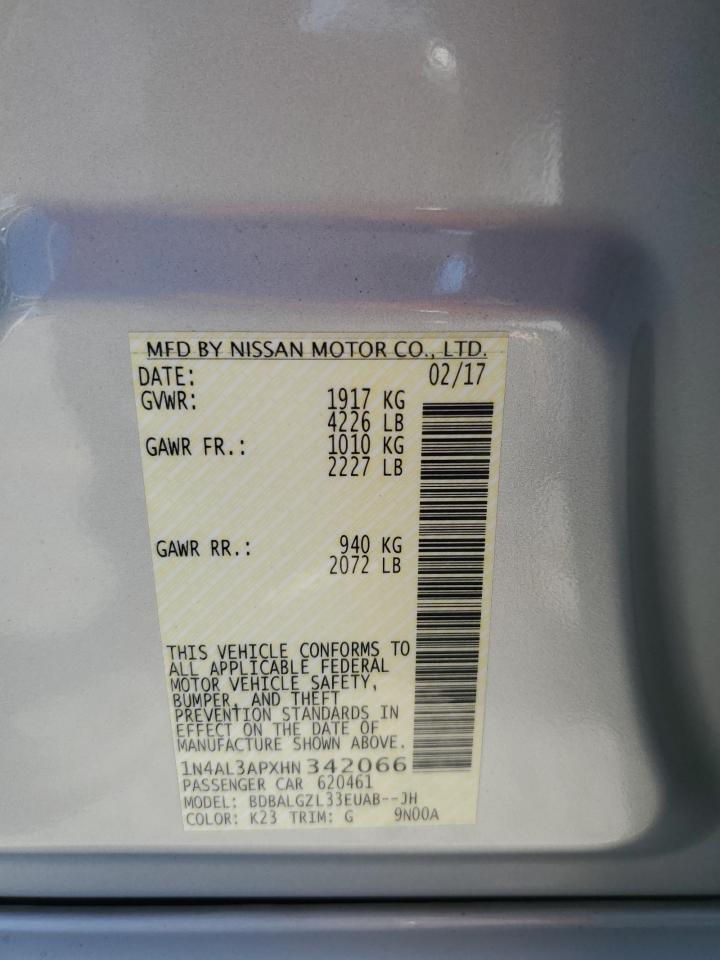 MFD BY NISSAN MOTOR CO., LTD.
DATE: 02/17
GVWR: 1917 KG
4226 LB
GAWR FR.: 1010 KG
2227 LB
GAWR RR.: 940 KG
2072 LB
THIS VEHICLE CONFORMS TO
ALL APPLICABLE FEDERAL
MOTOR VEHICLE SAFETY,
BUMPER, AND THEFT
PREVENTION STANDARDS IN
EFFECT ON THE DATE OF
MANUFACTURE SHOWN ABOVE.
1N4AL3APXHN342066
PASSENGER CAR 620461
MODEL: BDBALGZL33EUAB--JH
COLOR: K23 TRIM: G 9N00A